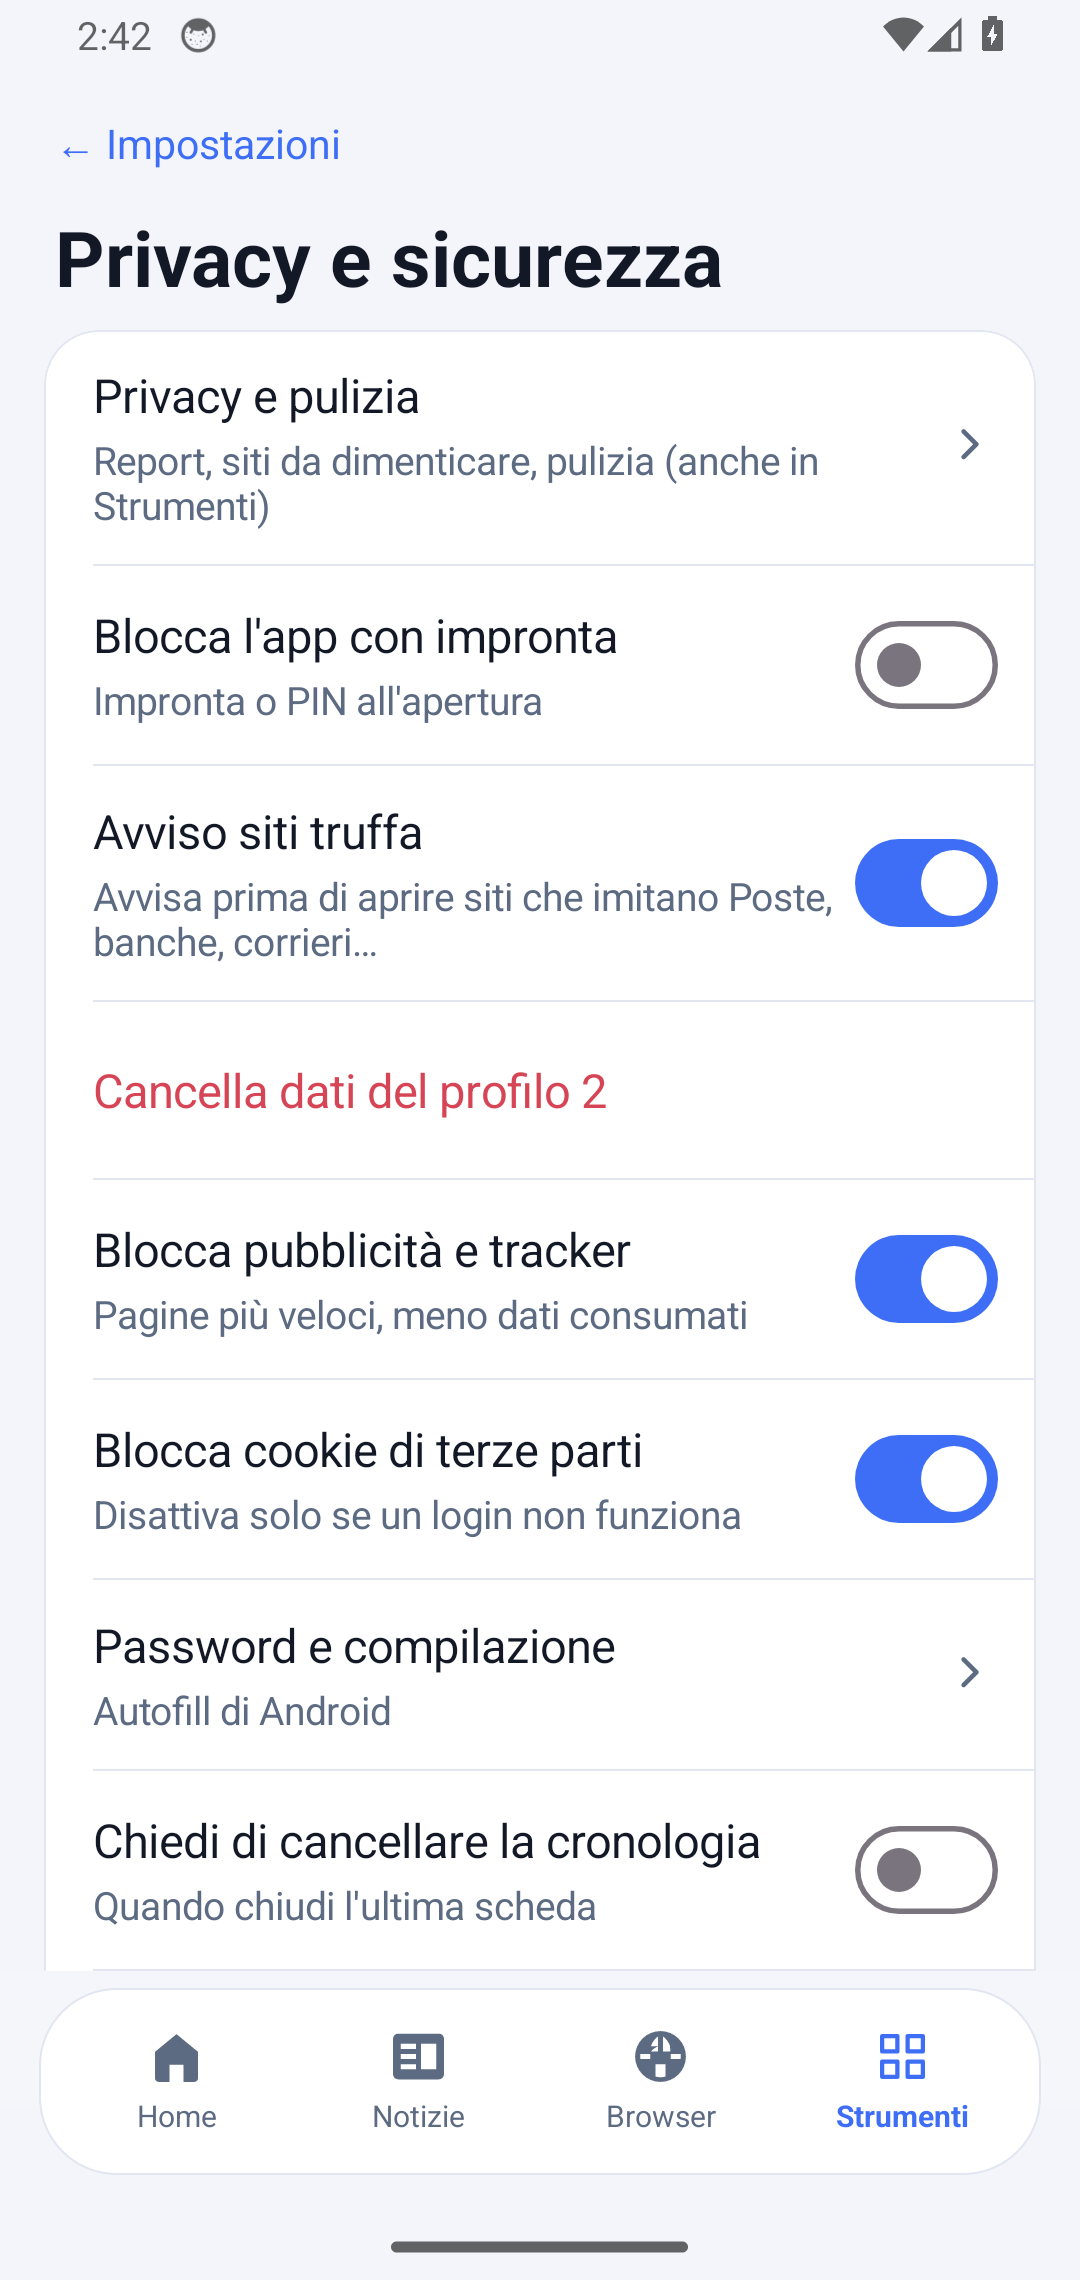 2:42
← Impostazioni
Privacy e sicurezza
Privacy e pulizia
Report, siti da dimenticare, pulizia (anche in
Strumenti)
Blocca l'app con impronta
Impronta o PIN all'apertura
Avviso siti truffa
Avvisa prima di aprire siti che imitano Poste,
banche, corrieri…
Cancella dati del profilo 2
Blocca pubblicità e tracker
Pagine più veloci, meno dati consumati
Blocca cookie di terze parti
Disattiva solo se un login non funziona
Password e compilazione
Autofill di Android
Chiedi di cancellare la cronologia
Quando chiudi l'ultima scheda
Home
Notizie
Browser
Strumenti